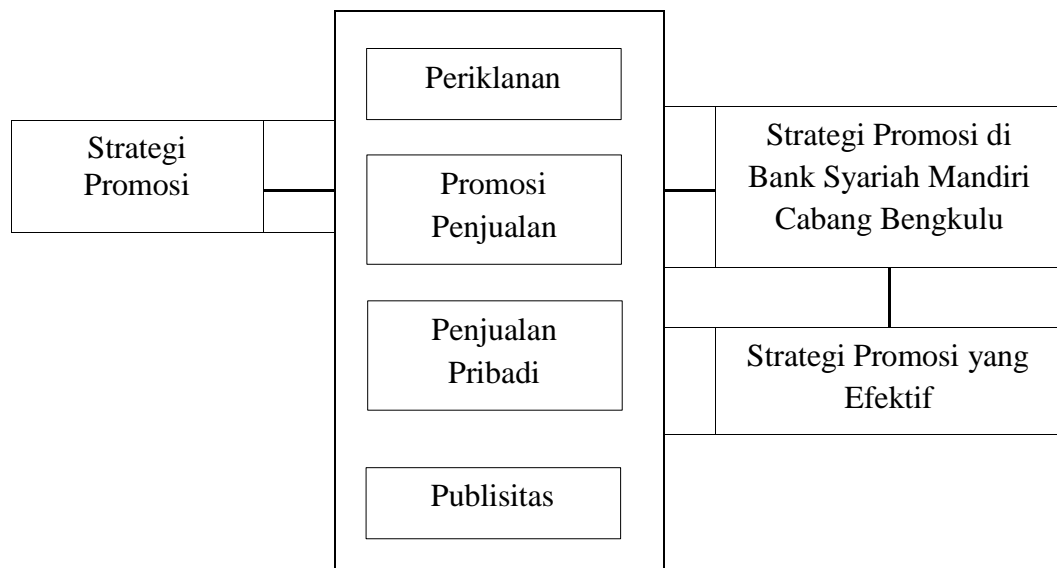 Strategi
Promosi
Periklanan
Promosi
Penjualan
Penjualan
Pribadi
Publisitas
Strategi Promosi di
Bank Syariah Mandiri
Cabang Bengkulu
Strategi Promosi yang
Efektif